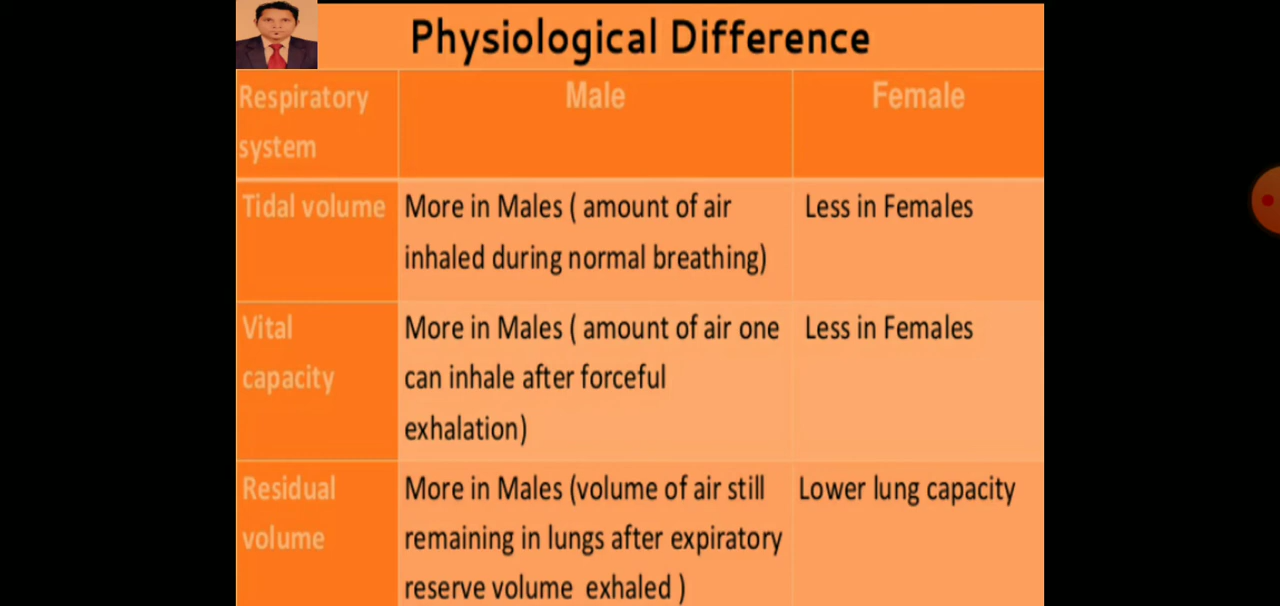 Physiological Difference
Respiratory
system
Male
Female
Tidal volume
More in Males ( amount of air
inhaled during normal breathing)
Less in Females
Vital
capacity
More in Males ( amount of air one
can inhale after forceful
exhalation)
Less in Females
Residual
volume
More in Males (volume of air still
remaining in lungs after expiratory
reserve volume exhaled )
Lower lung capacity